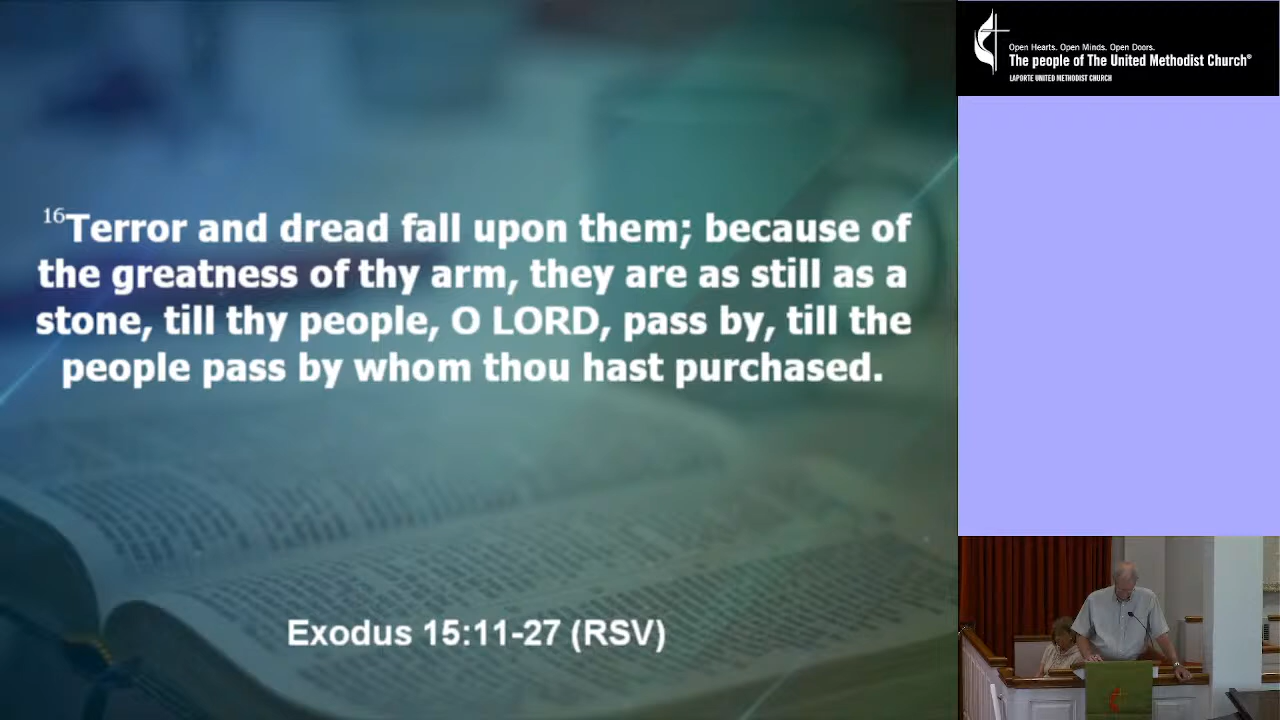 16Terror and dread fall upon them; because of
the greatness of thy arm, they are as still as a
stone, till thy people, O LORD, pass by, till the
people pass by whom thou hast purchased.
Exodus 15:11-27 (RSV)
Open Hearts. Open Minds. Open Doors.
The people of The United Methodist Church®
LAPORTE UNITED METHODIST CHURCH